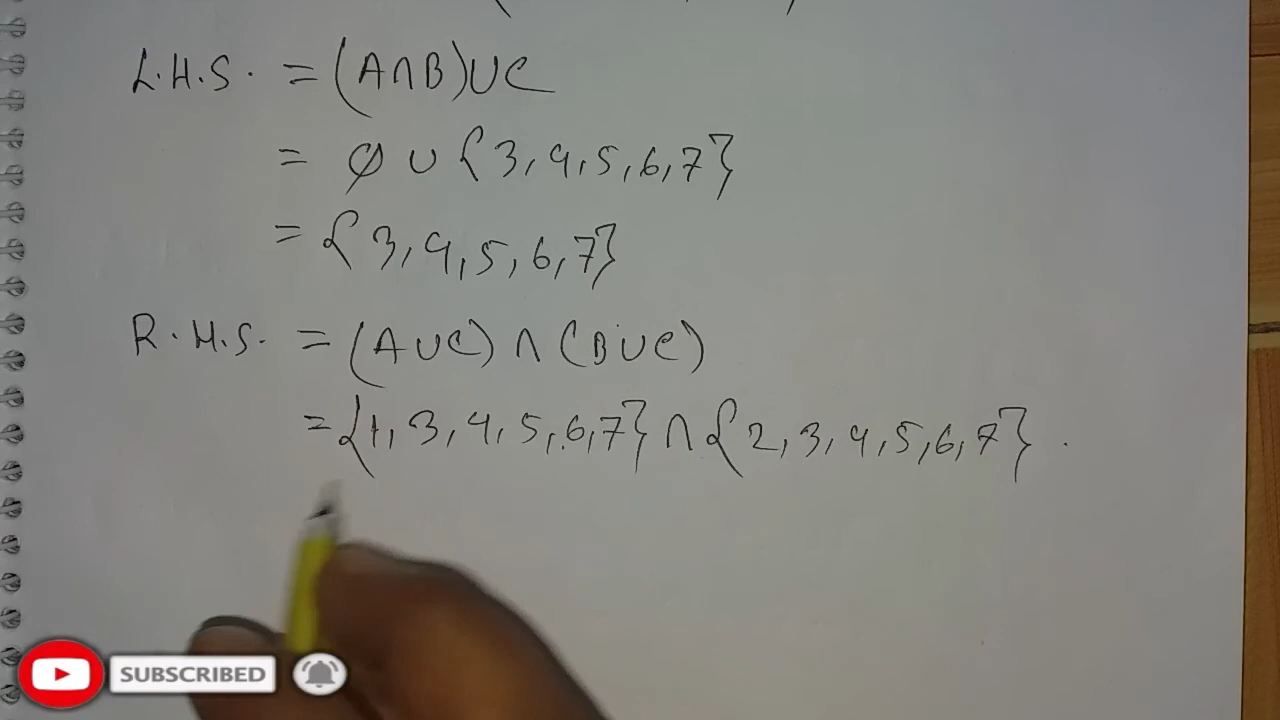 L.H.S. = (A∩B)∪C
= ∅ ∪ {3,4,5,6,7}
= {3,4,5,6,7}
R.H.S. = (A∪C) ∩ (B∪C)
= {1,3,4,5,6,7} ∩ {2,3,4,5,6,7} .
SUBSCRIBED